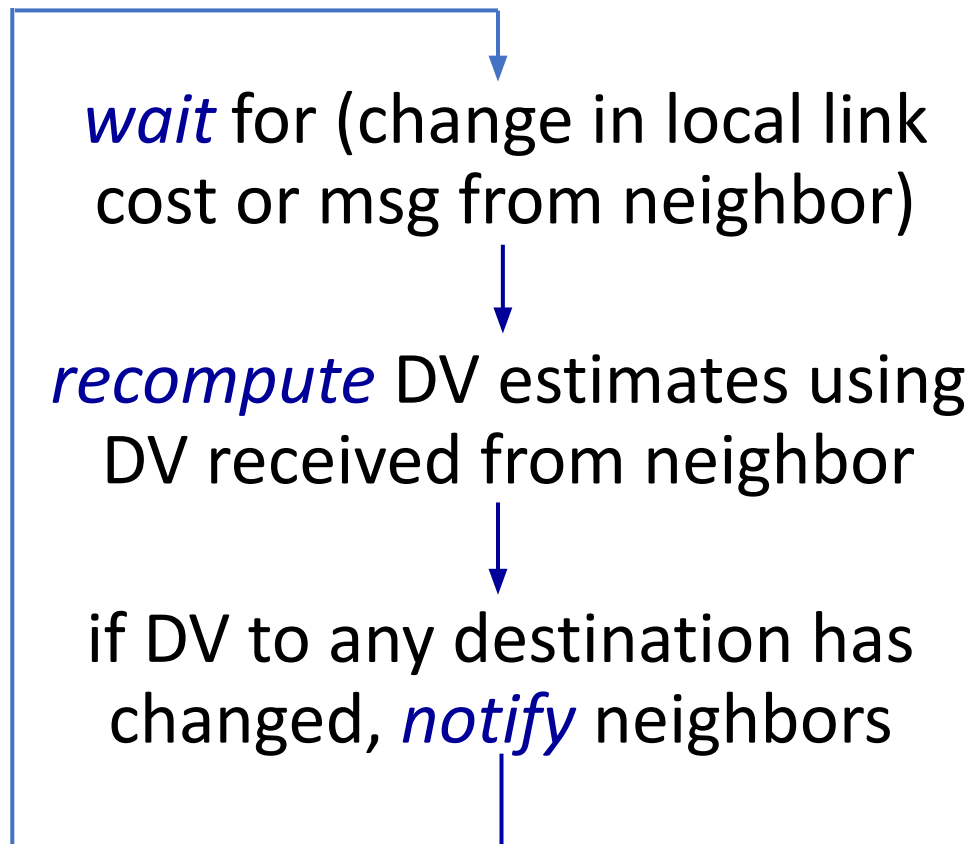 wait for (change in local link
cost or msg from neighbor)
recompute DV estimates using
DV received from neighbor
if DV to any destination has
changed, notify neighbors